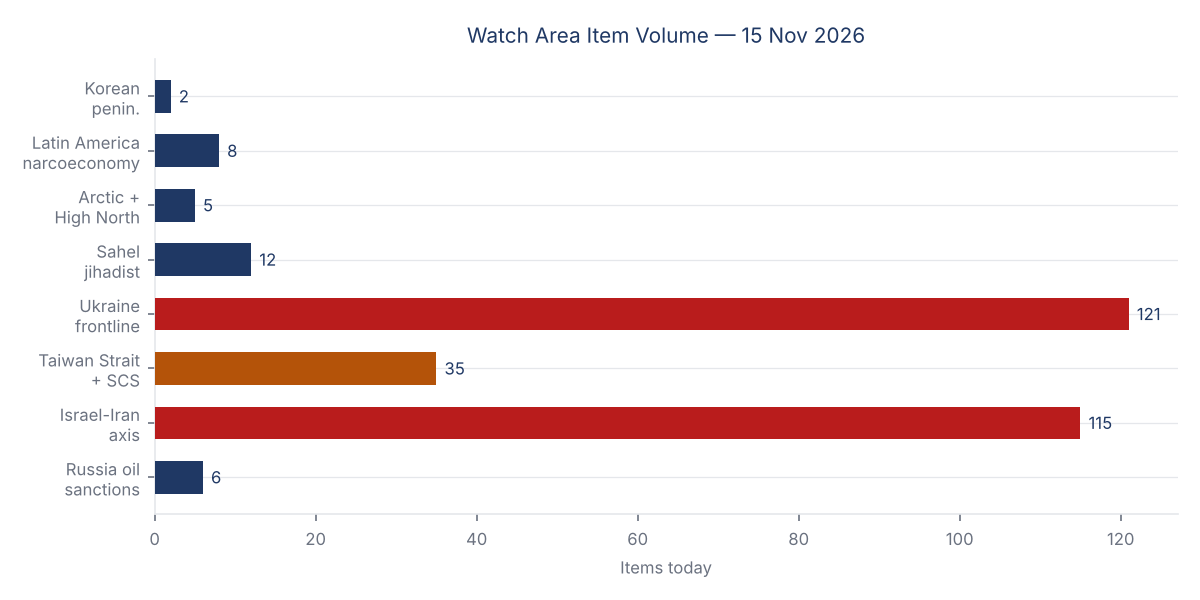 Watch Area Item Volume — 15 Nov 2026
Korean
penin.
2
Latin America
narcoeconomy
8
Arctic +
High North
5
Sahel
jihadist
12
Ukraine
frontline
121
Taiwan Strait
+ SCS
35
Israel-Iran
axis
115
Russia oil
sanctions
6
0 20 40 60 80 100 120
Items today